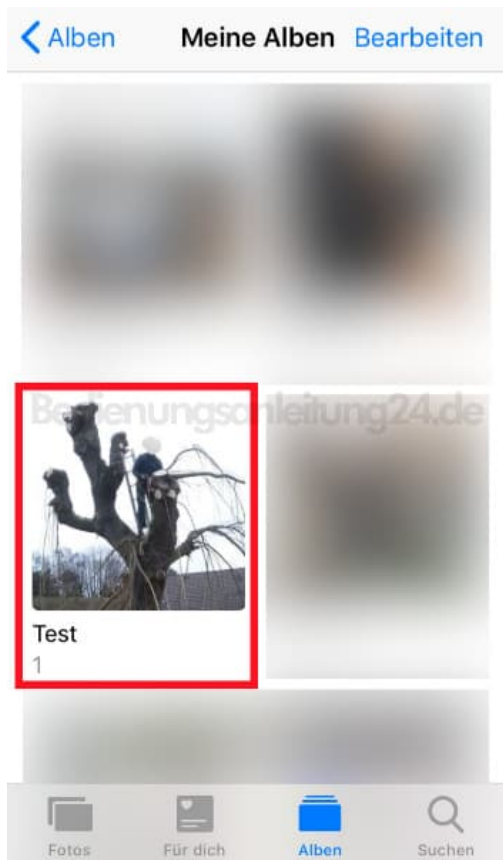 Alben Meine Alben Bearbeiten
Bedienungsanleitung24.de
Test
1
Fotos Für dich Alben Suchen